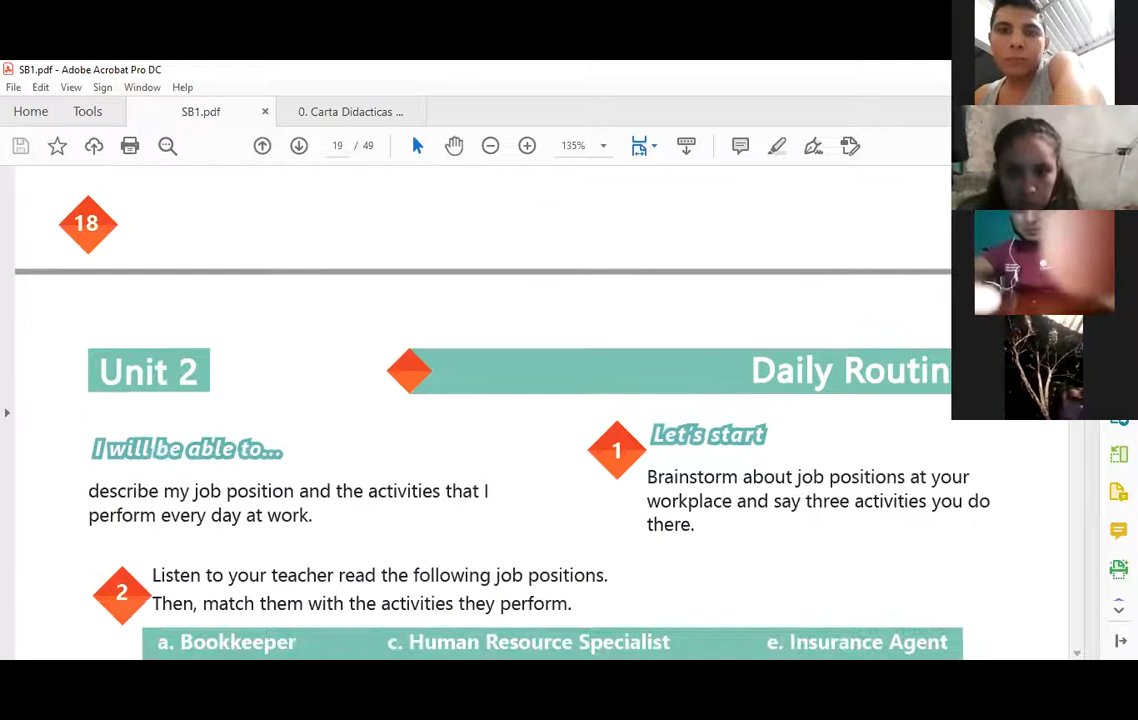 SB1.pdf - Adobe Acrobat Pro DC
File Edit View Sign Window Help
Home Tools SB1.pdf × 0. Carta Didacticas ...
19 / 49 135%
18
Unit 2
Daily Routin
I will be able to...
describe my job position and the activities that I
perform every day at work.
1
Let's start
Brainstorm about job positions at your
workplace and say three activities you do
there.
2
Listen to your teacher read the following job positions.
Then, match them with the activities they perform.
a. Bookkeeper c. Human Resource Specialist e. Insurance Agent